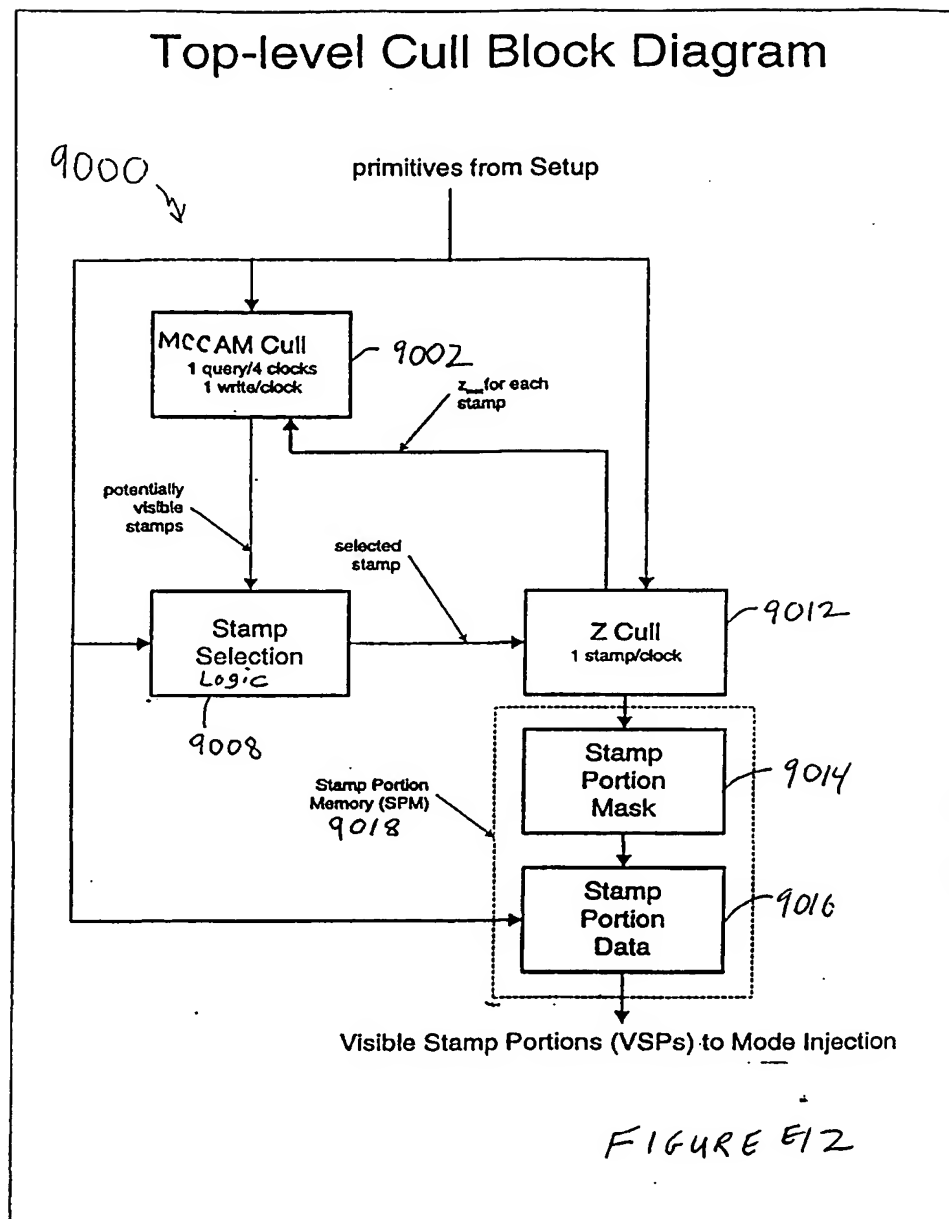 Top-level Cull Block Diagram
9000
primitives from Setup
MCCAM Cull
1 query/4 clocks
1 write/clock
9002
for each
stamp
potentially
visible
stamps
selected
stamp
Stamp
Selection
Logic
9008
Z Cull
1 stamp/clock
9012
Stamp Portion
Memory (SPM)
9018
Stamp
Portion
Mask
9014
Stamp
Portion
Data
9016
Visible Stamp Portions (VSPs) to Mode Injection
FIGURE E12